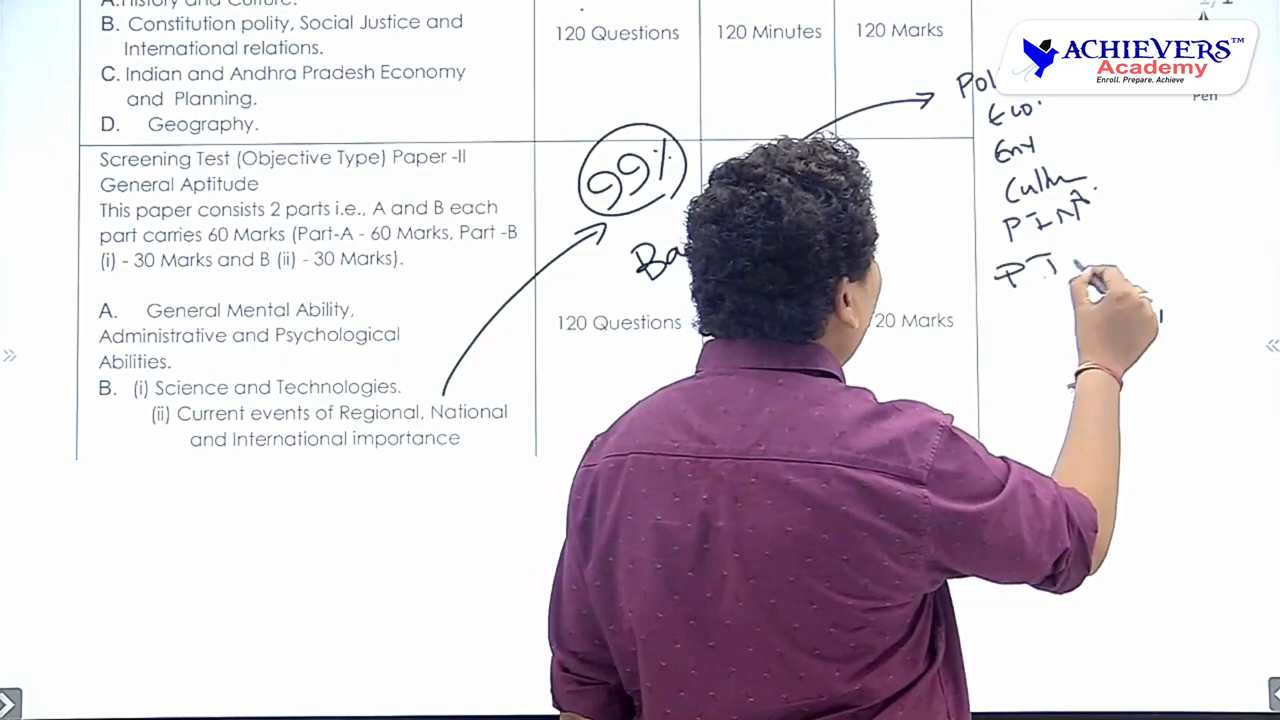 B. Constitution polity, Social Justice and
International relations.
C. Indian and Andhra Pradesh Economy
and Planning.
D. Geography.
120 Questions
120 Minutes
120 Marks
Screening Test (Objective Type) Paper -II
General Aptitude
This paper consists 2 parts i.e., A and B each
part carries 60 Marks (Part-A - 60 Marks, Part -B
(i) - 30 Marks and B (ii) - 30 Marks).
A. General Mental Ability,
Administrative and Psychological
Abilities.
B. (i) Science and Technologies.
(ii) Current events of Regional, National
and International importance
120 Questions
20 Marks
99%
Ba
Pol
Eco.
Env
PT
ACHIEVERS™
Academy
Enroll. Prepare. Achieve
Pen